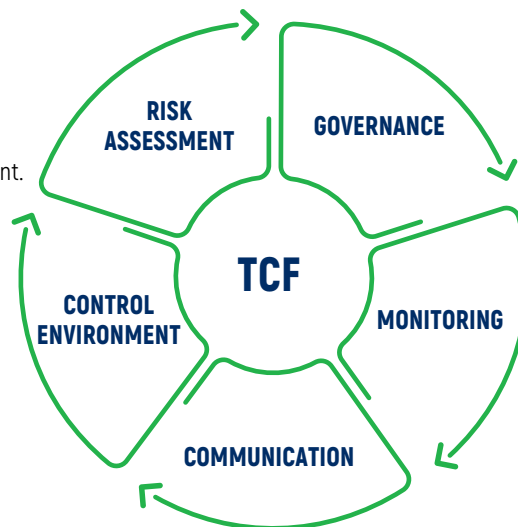 RISK
ASSESSMENT
GOVERNANCE
nt.
TCF
CONTROL
ENVIRONMENT
MONITORING
COMMUNICATION